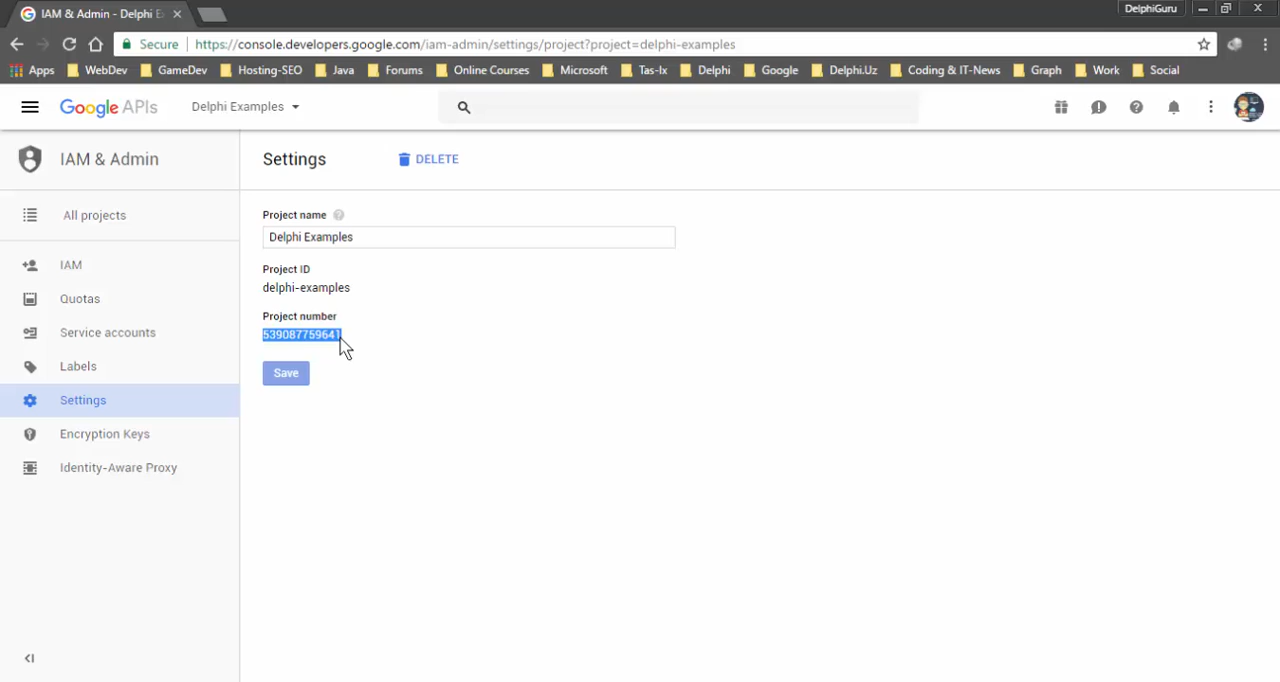 IAM & Admin - Delphi E
DelphiGuru
Secure
https://console.developers.google.com/iam-admin/settings/project?project=delphi-examples
Apps WebDev GameDev Hosting-SEO Java Forums Online Courses Microsoft Tas-Ix Delphi Google Delphi.Uz Coding & IT-News Graph Work Social
Google APIs Delphi Examples
IAM & Admin
Settings DELETE
All projects
Project name
Delphi Examples
IAM
Project ID
delphi-examples
Quotas
Project number
539087759641
Service accounts
Labels
Save
Settings
Encryption Keys
Identity-Aware Proxy